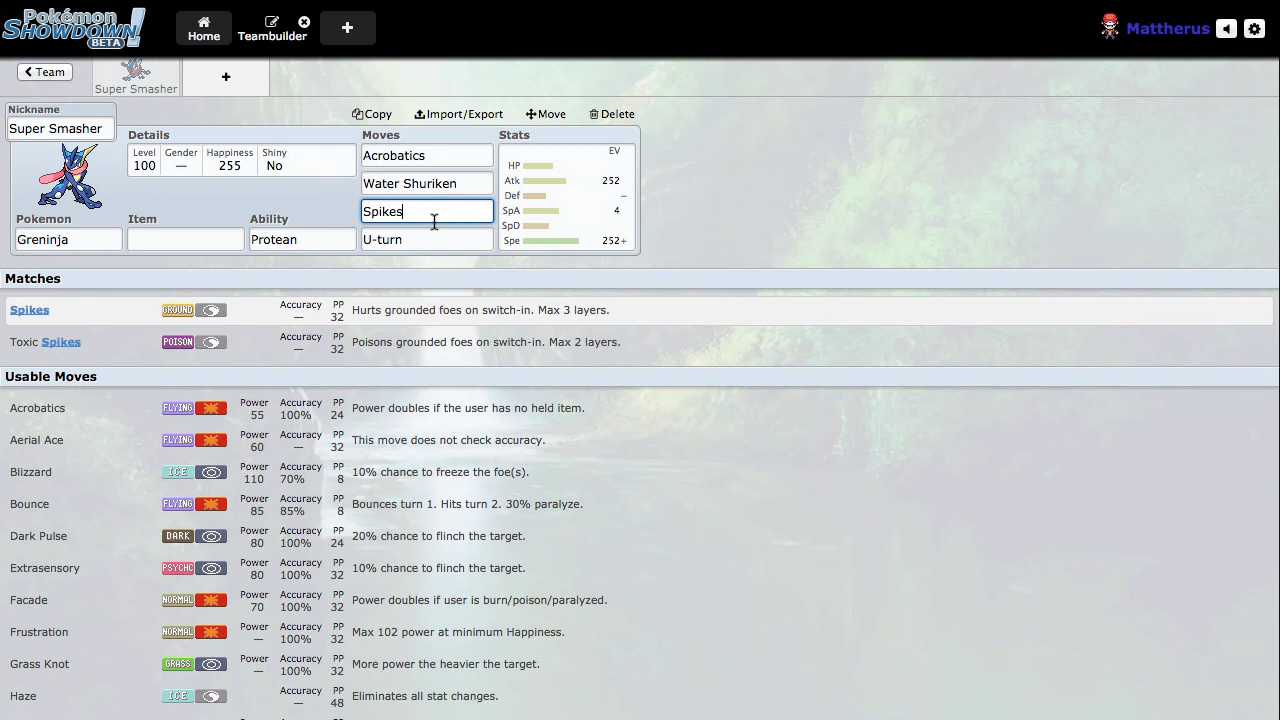 Pokémon
SHOWDOWN!
BETA
Home
Teambuilder
+
Mattherus
Team
Super Smasher
+
Nickname
Super Smasher
Copy Import/Export Move Delete
Details
Level Gender Happiness Shiny
100 — 255 No
Moves
Acrobatics
Water Shuriken
Spikes
U-turn
Stats
EV
HP
Atk 252
Def –
SpA 4
SpD
Spe 252+
Pokemon Item Ability
Greninja Protean
Matches
Spikes GROUND Accuracy — PP 32 Hurts grounded foes on switch-in. Max 3 layers.
Toxic Spikes POISON Accuracy — PP 32 Poisons grounded foes on switch-in. Max 2 layers.
Usable Moves
Acrobatics FLYING Power 55 Accuracy 100% PP 24 Power doubles if the user has no held item.
Aerial Ace FLYING Power 60 Accuracy — PP 32 This move does not check accuracy.
Blizzard ICE Power 110 Accuracy 70% PP 8 10% chance to freeze the foe(s).
Bounce FLYING Power 85 Accuracy 85% PP 8 Bounces turn 1. Hits turn 2. 30% paralyze.
Dark Pulse DARK Power 80 Accuracy 100% PP 24 20% chance to flinch the target.
Extrasensory PSYCHC Power 80 Accuracy 100% PP 32 10% chance to flinch the target.
Facade NORMAL Power 70 Accuracy 100% PP 32 Power doubles if user is burn/poison/paralyzed.
Frustration NORMAL Power — Accuracy 100% PP 32 Max 102 power at minimum Happiness.
Grass Knot GRASS Power — Accuracy 100% PP 32 More power the heavier the target.
Haze ICE Accuracy — PP 48 Eliminates all stat changes.